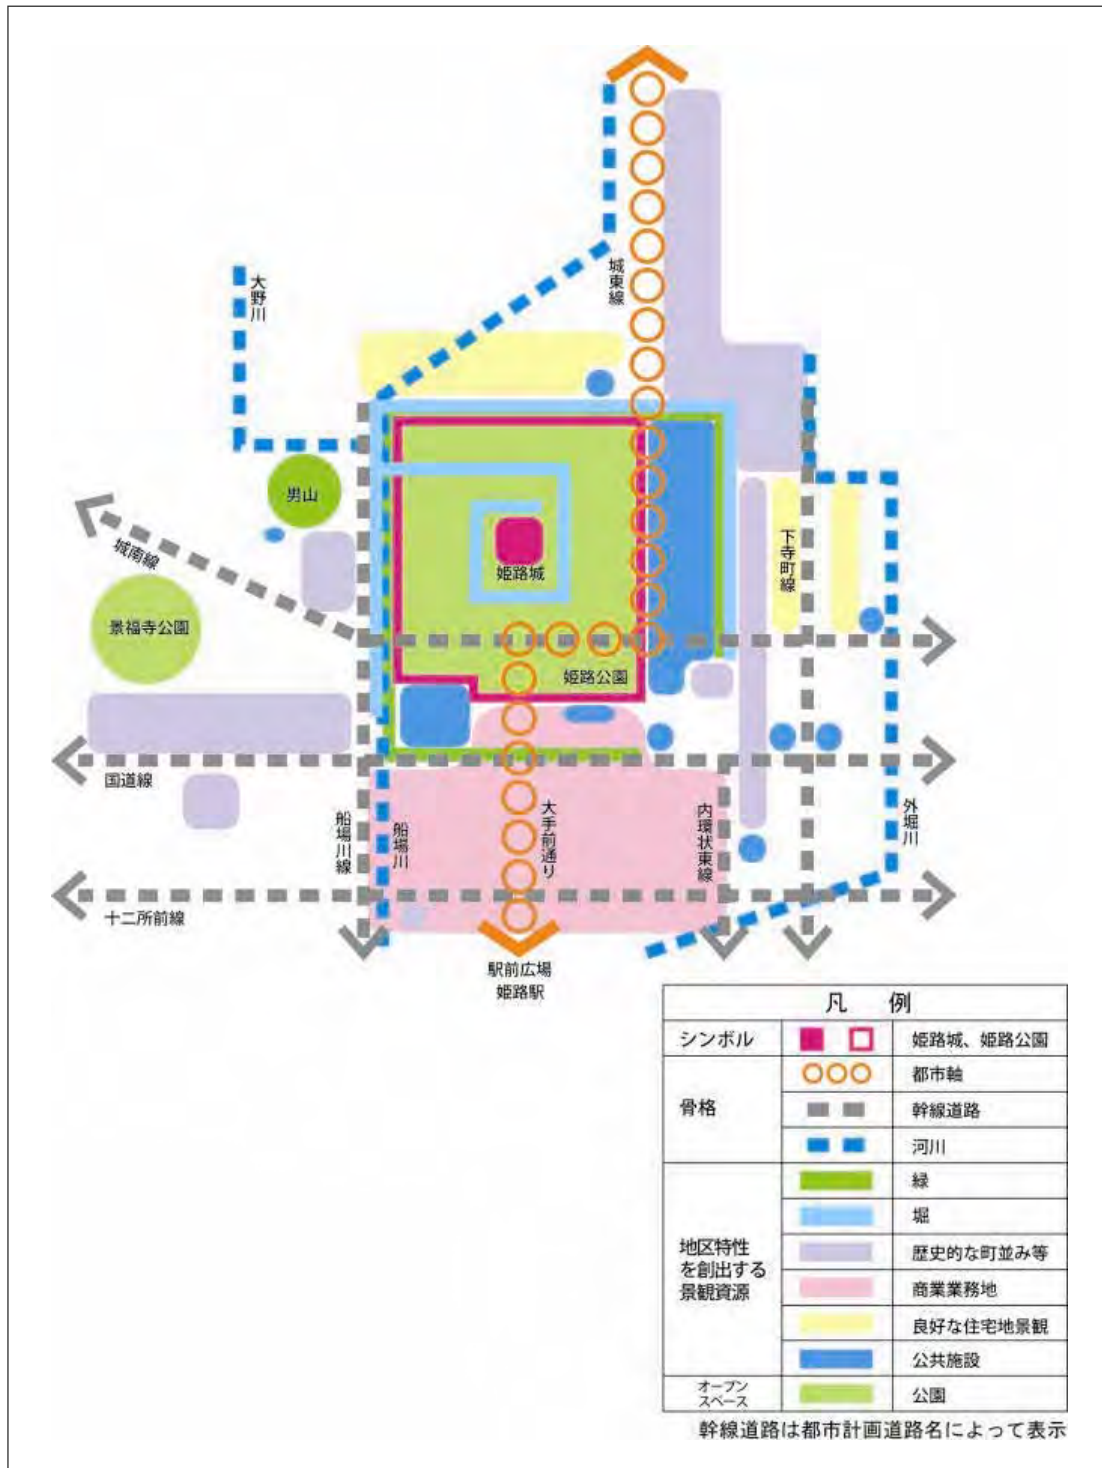 城東線
大野川
男山
城南線
姫路城
下寺町線
景福寺公園
姫路公園
国道線
船場川線
船場川
大手前通り
内環状東線
外堀川
十二所前線
駅前広場
姫路駅
凡 例
シンボル
姫路城、姫路公園
骨格
都市軸
幹線道路
河川
地区特性
を創出する
景観資源
緑
堀
歴史的な町並み等
商業業務地
良好な住宅地景観
公共施設
オープン
スペース
公園
幹線道路は都市計画道路名によって表示